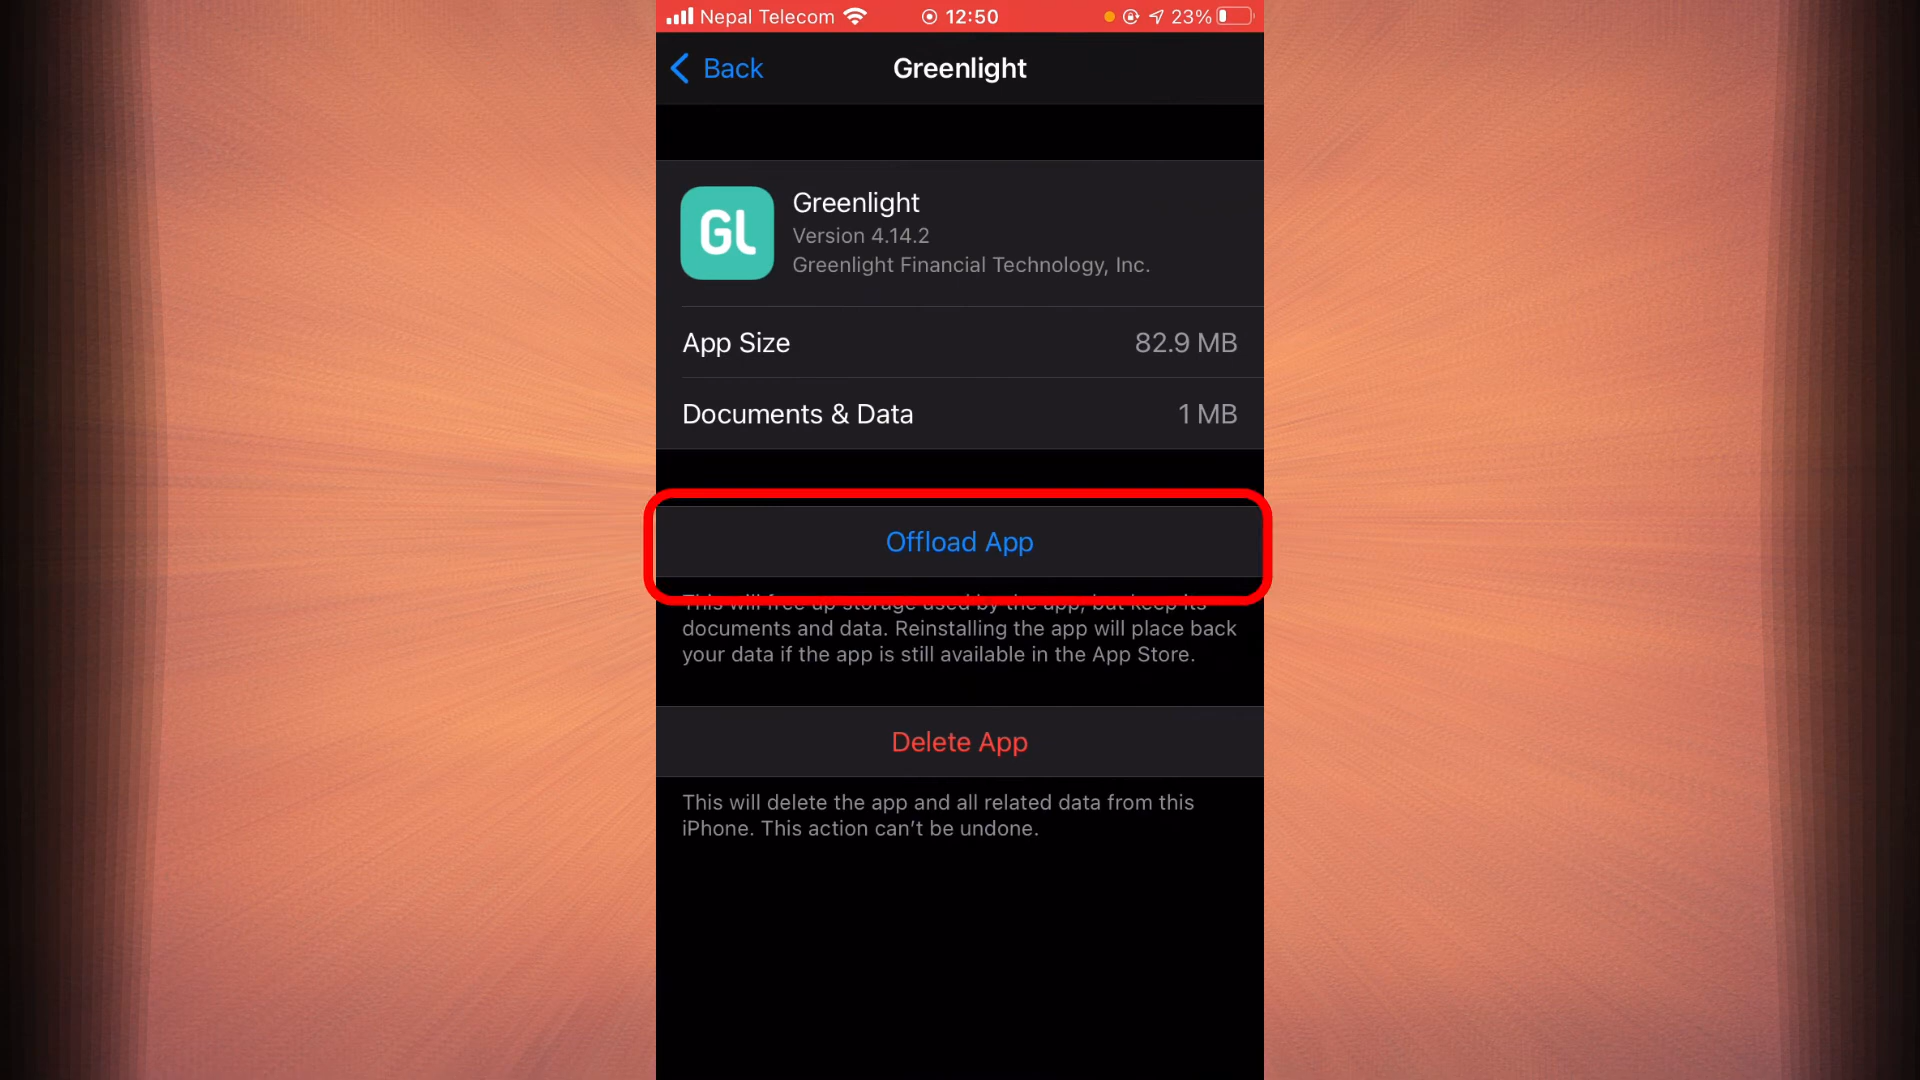 Nepal Telecom 12:50 23%
Back Greenlight
GL
Greenlight
Version 4.14.2
Greenlight Financial Technology, Inc.
App Size 82.9 MB
Documents & Data 1 MB
Offload App
This will free up storage used by the app, but keep its
documents and data. Reinstalling the app will place back
your data if the app is still available in the App Store.
Delete App
This will delete the app and all related data from this
iPhone. This action can’t be undone.